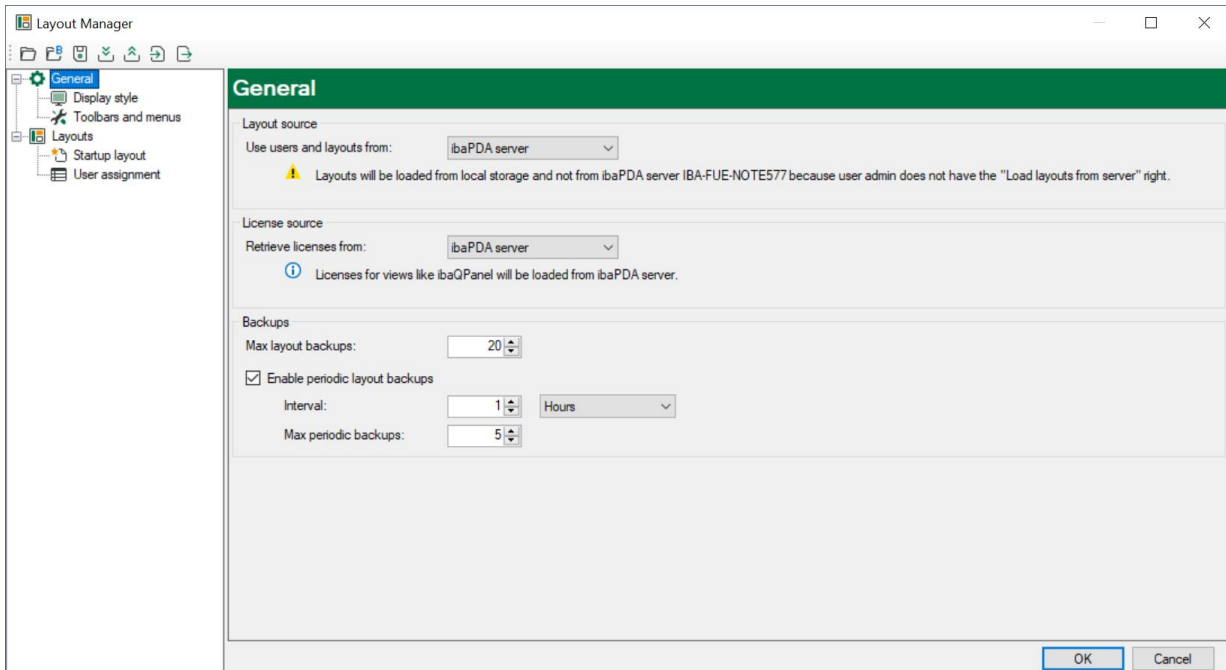 Layout Manager
General
Display style
Toolbars and menus
Layouts
Startup layout
User assignment
General
Layout source
Use users and layouts from: ibaPDA server
Layouts will be loaded from local storage and not from ibaPDA server IBA-FUE-NOTE577 because user admin does not have the "Load layouts from server" right.
License source
Retrieve licenses from: ibaPDA server
Licenses for views like ibaQPanel will be loaded from ibaPDA server.
Backups
Max layout backups: 20
Enable periodic layout backups
Interval: 1 Hours
Max periodic backups: 5
OK Cancel